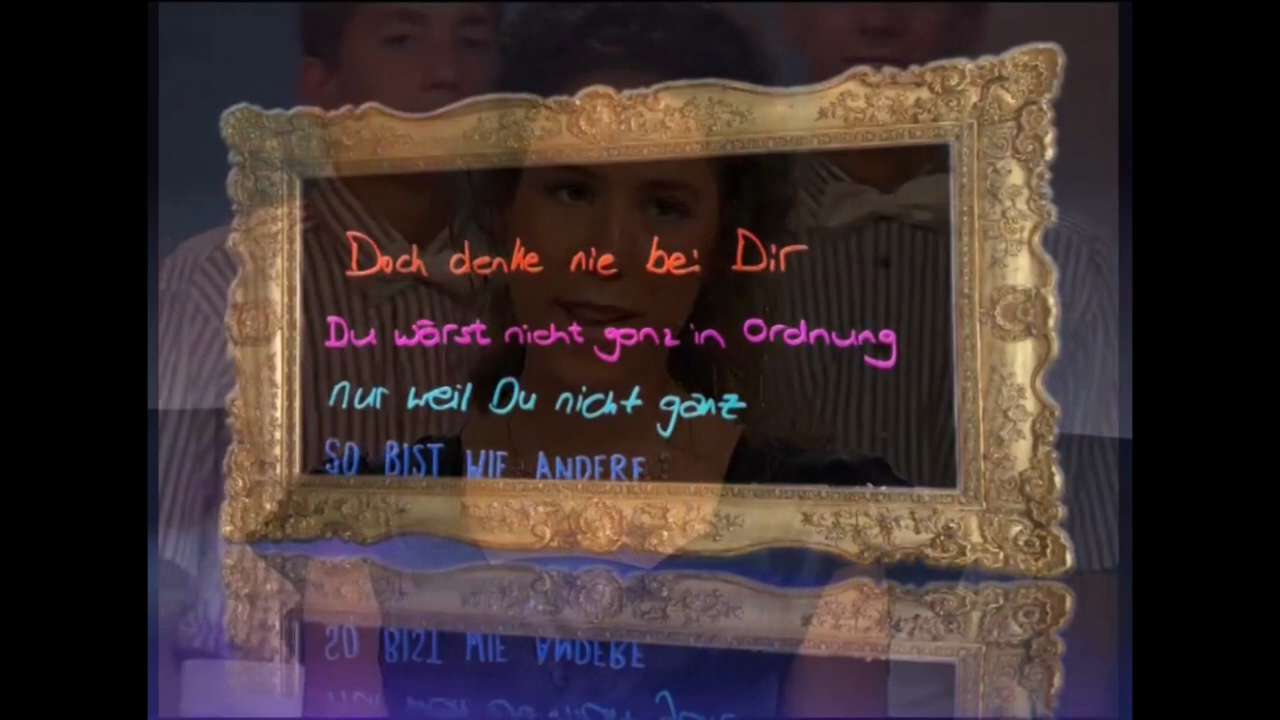 Doch denke nie bei Dir
Du wärst nicht ganz in Ordnung
nur weil Du nicht ganz
SO BIST WIE ANDERE